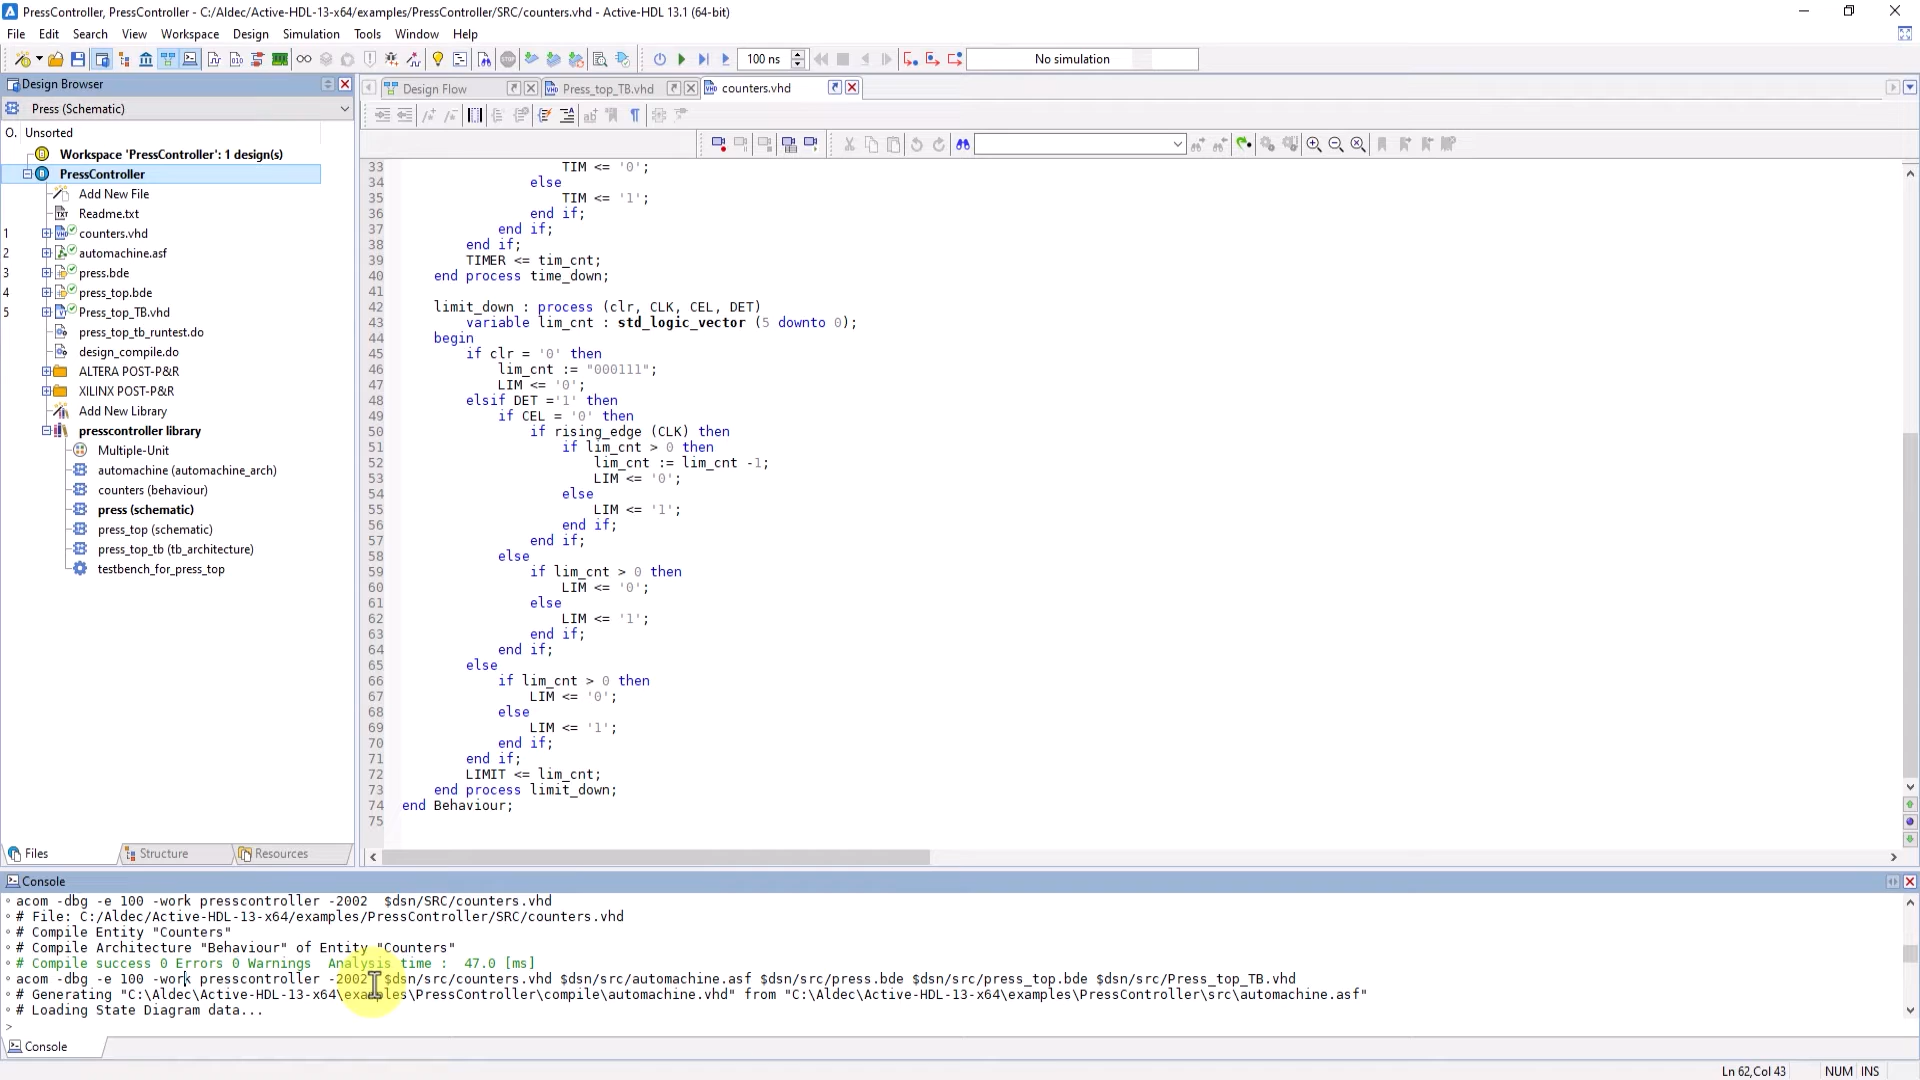 PressController, PressController - C:/Aldec/Active-HDL-13-x64/examples/PressController/SRC/counters.vhd - Active-HDL 13.1 (64-bit)
File Edit Search View Workspace Design Simulation Tools Window Help
100 ns No simulation
Design Browser
Design Flow Press_top_TB.vhd counters.vhd
Press (Schematic)
O. Unsorted
Workspace 'PressController': 1 design(s)
PressController
Add New File
Readme.txt
1 counters.vhd
2 automachine.asf
3 press.bde
4 press_top.bde
5 Press_top_TB.vhd
press_top_tb_runtest.do
design_compile.do
ALTERA POST-P&R
XILINX POST-P&R
Add New Library
presscontroller library
Multiple-Unit
automachine (automachine_arch)
counters (behaviour)
press (schematic)
press_top (schematic)
press_top_tb (tb_architecture)
testbench_for_press_top
Files Structure Resources
33 TIM <= '0';
34 else
35 TIM <= '1';
36 end if;
37 end if;
38 end if;
39 TIMER <= tim_cnt;
40 end process time_down;
41
42 limit_down : process (clr, CLK, CEL, DET)
43 variable lim_cnt : std_logic_vector (5 downto 0);
44 begin
45 if clr = '0' then
46 lim_cnt := "000111";
47 LIM <= '0';
48 elsif DET ='1' then
49 if CEL = '0' then
50 if rising_edge (CLK) then
51 if lim_cnt > 0 then
52 lim_cnt := lim_cnt -1;
53 LIM <= '0';
54 else
55 LIM <= '1';
56 end if;
57 end if;
58 else
59 if lim_cnt > 0 then
60 LIM <= '0';
61 else
62 LIM <= '1';
63 end if;
64 end if;
65 else
66 if lim_cnt > 0 then
67 LIM <= '0';
68 else
69 LIM <= '1';
70 end if;
71 end if;
72 LIMIT <= lim_cnt;
73 end process limit_down;
74 end Behaviour;
75
Console
acom -dbg -e 100 -work presscontroller -2002  $dsn/SRC/counters.vhd
# File: C:/Aldec/Active-HDL-13-x64/examples/PressController/SRC/counters.vhd
# Compile Entity "Counters"
# Compile Architecture "Behaviour" of Entity "Counters"
# Compile success 0 Errors 0 Warnings  Analysis time :  47.0 [ms]
acom -dbg -e 100 -work presscontroller -2002  $dsn/src/counters.vhd $dsn/src/automachine.asf $dsn/src/press.bde $dsn/src/press_top.bde $dsn/src/Press_top_TB.vhd
# Generating "C:\Aldec\Active-HDL-13-x64\examples\PressController\compile\automachine.vhd" from "C:\Aldec\Active-HDL-13-x64\examples\PressController\src\automachine.asf"
# Loading State Diagram data...
>
Console
Ln 62,Col 43 NUM INS